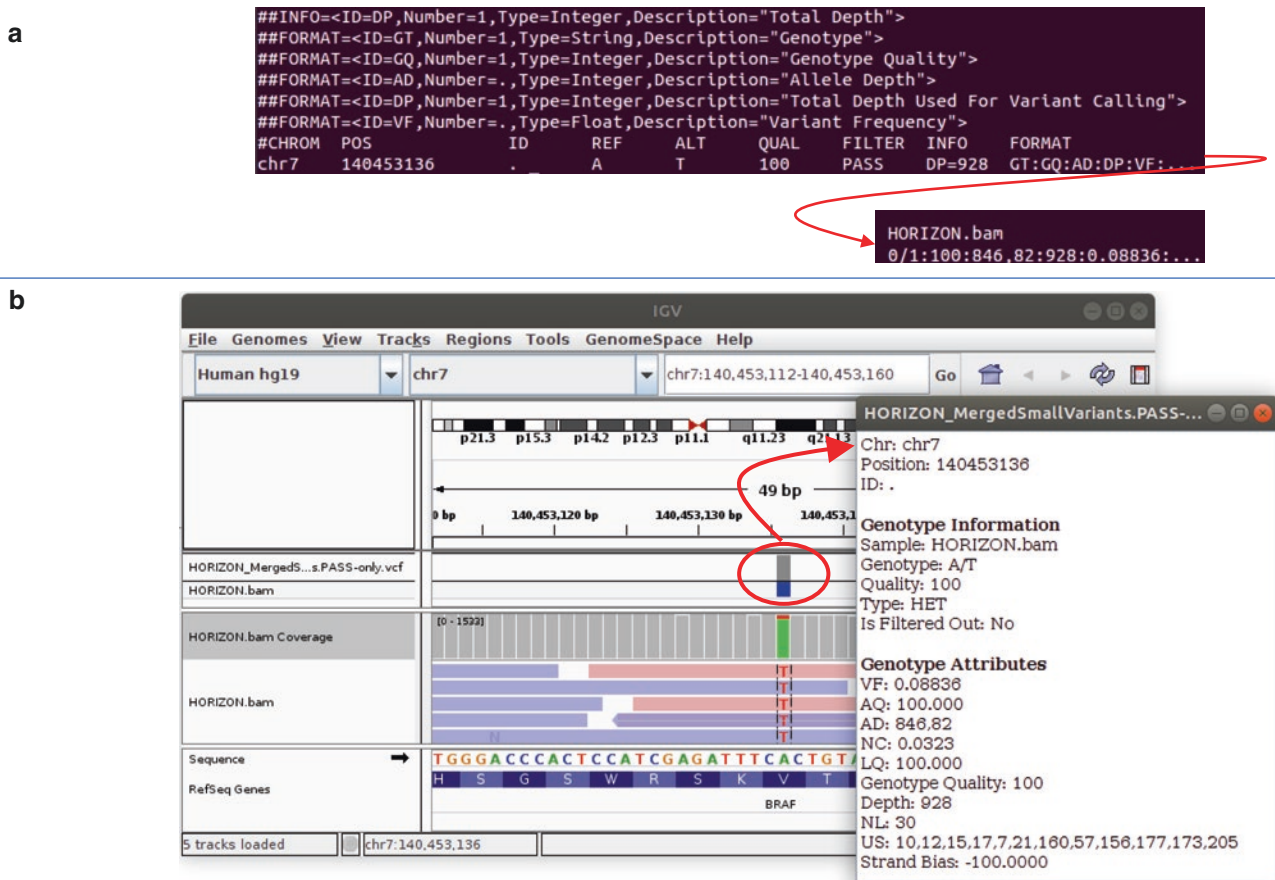 a
##INFO=<ID=DP,Number=1,Type=Integer,Description="Total Depth">
##FORMAT=<ID=GT,Number=1,Type=String,Description="Genotype">
##FORMAT=<ID=GQ,Number=1,Type=Integer,Description="Genotype Quality">
##FORMAT=<ID=AD,Number=.,Type=Integer,Description="Allele Depth">
##FORMAT=<ID=DP,Number=1,Type=Integer,Description="Total Depth Used For Variant Calling">
##FORMAT=<ID=VF,Number=.,Type=Float,Description="Variant Frequency">
#CHROM POS ID REF ALT QUAL FILTER INFO FORMAT
chr7 140453136 . A T 100 PASS DP=928 GT:GQ:AD:DP:VF:...
HORIZON.bam
0/1:100:846,82:928:0.08836:...
b
IGV
File Genomes View Tracks Regions Tools GenomeSpace Help
Human hg19 chr7 chr7:140,453,112-140,453,160 Go
p21.3 p15.3 p14.2 p12.3 p11.1 q11.23 q21.13
49 bp
0 bp 140,453,120 bp 140,453,130 bp 140,453,1
HORIZON_MergedS...s.PASS-only.vcf
HORIZON.bam
HORIZON.bam Coverage
[0 - 1533]
HORIZON.bam
T
T
T
T
N T
Sequence TGGGACCCACTCCATCGAGATTTCACTGTA
RefSeq Genes
H S G S W R S K V T
BRAF
5 tracks loaded chr7:140,453,136
HORIZON_MergedSmallVariants.PASS-...
Chr: chr7
Position: 140453136
ID: .
Genotype Information
Sample: HORIZON.bam
Genotype: A/T
Quality: 100
Type: HET
Is Filtered Out: No
Genotype Attributes
VF: 0.08836
AQ: 100.000
AD: 846,82
NC: 0.0323
LQ: 100.000
Genotype Quality: 100
Depth: 928
NL: 30
US: 10,12,15,17,7,21,160,57,156,177,173,205
Strand Bias: -100.0000